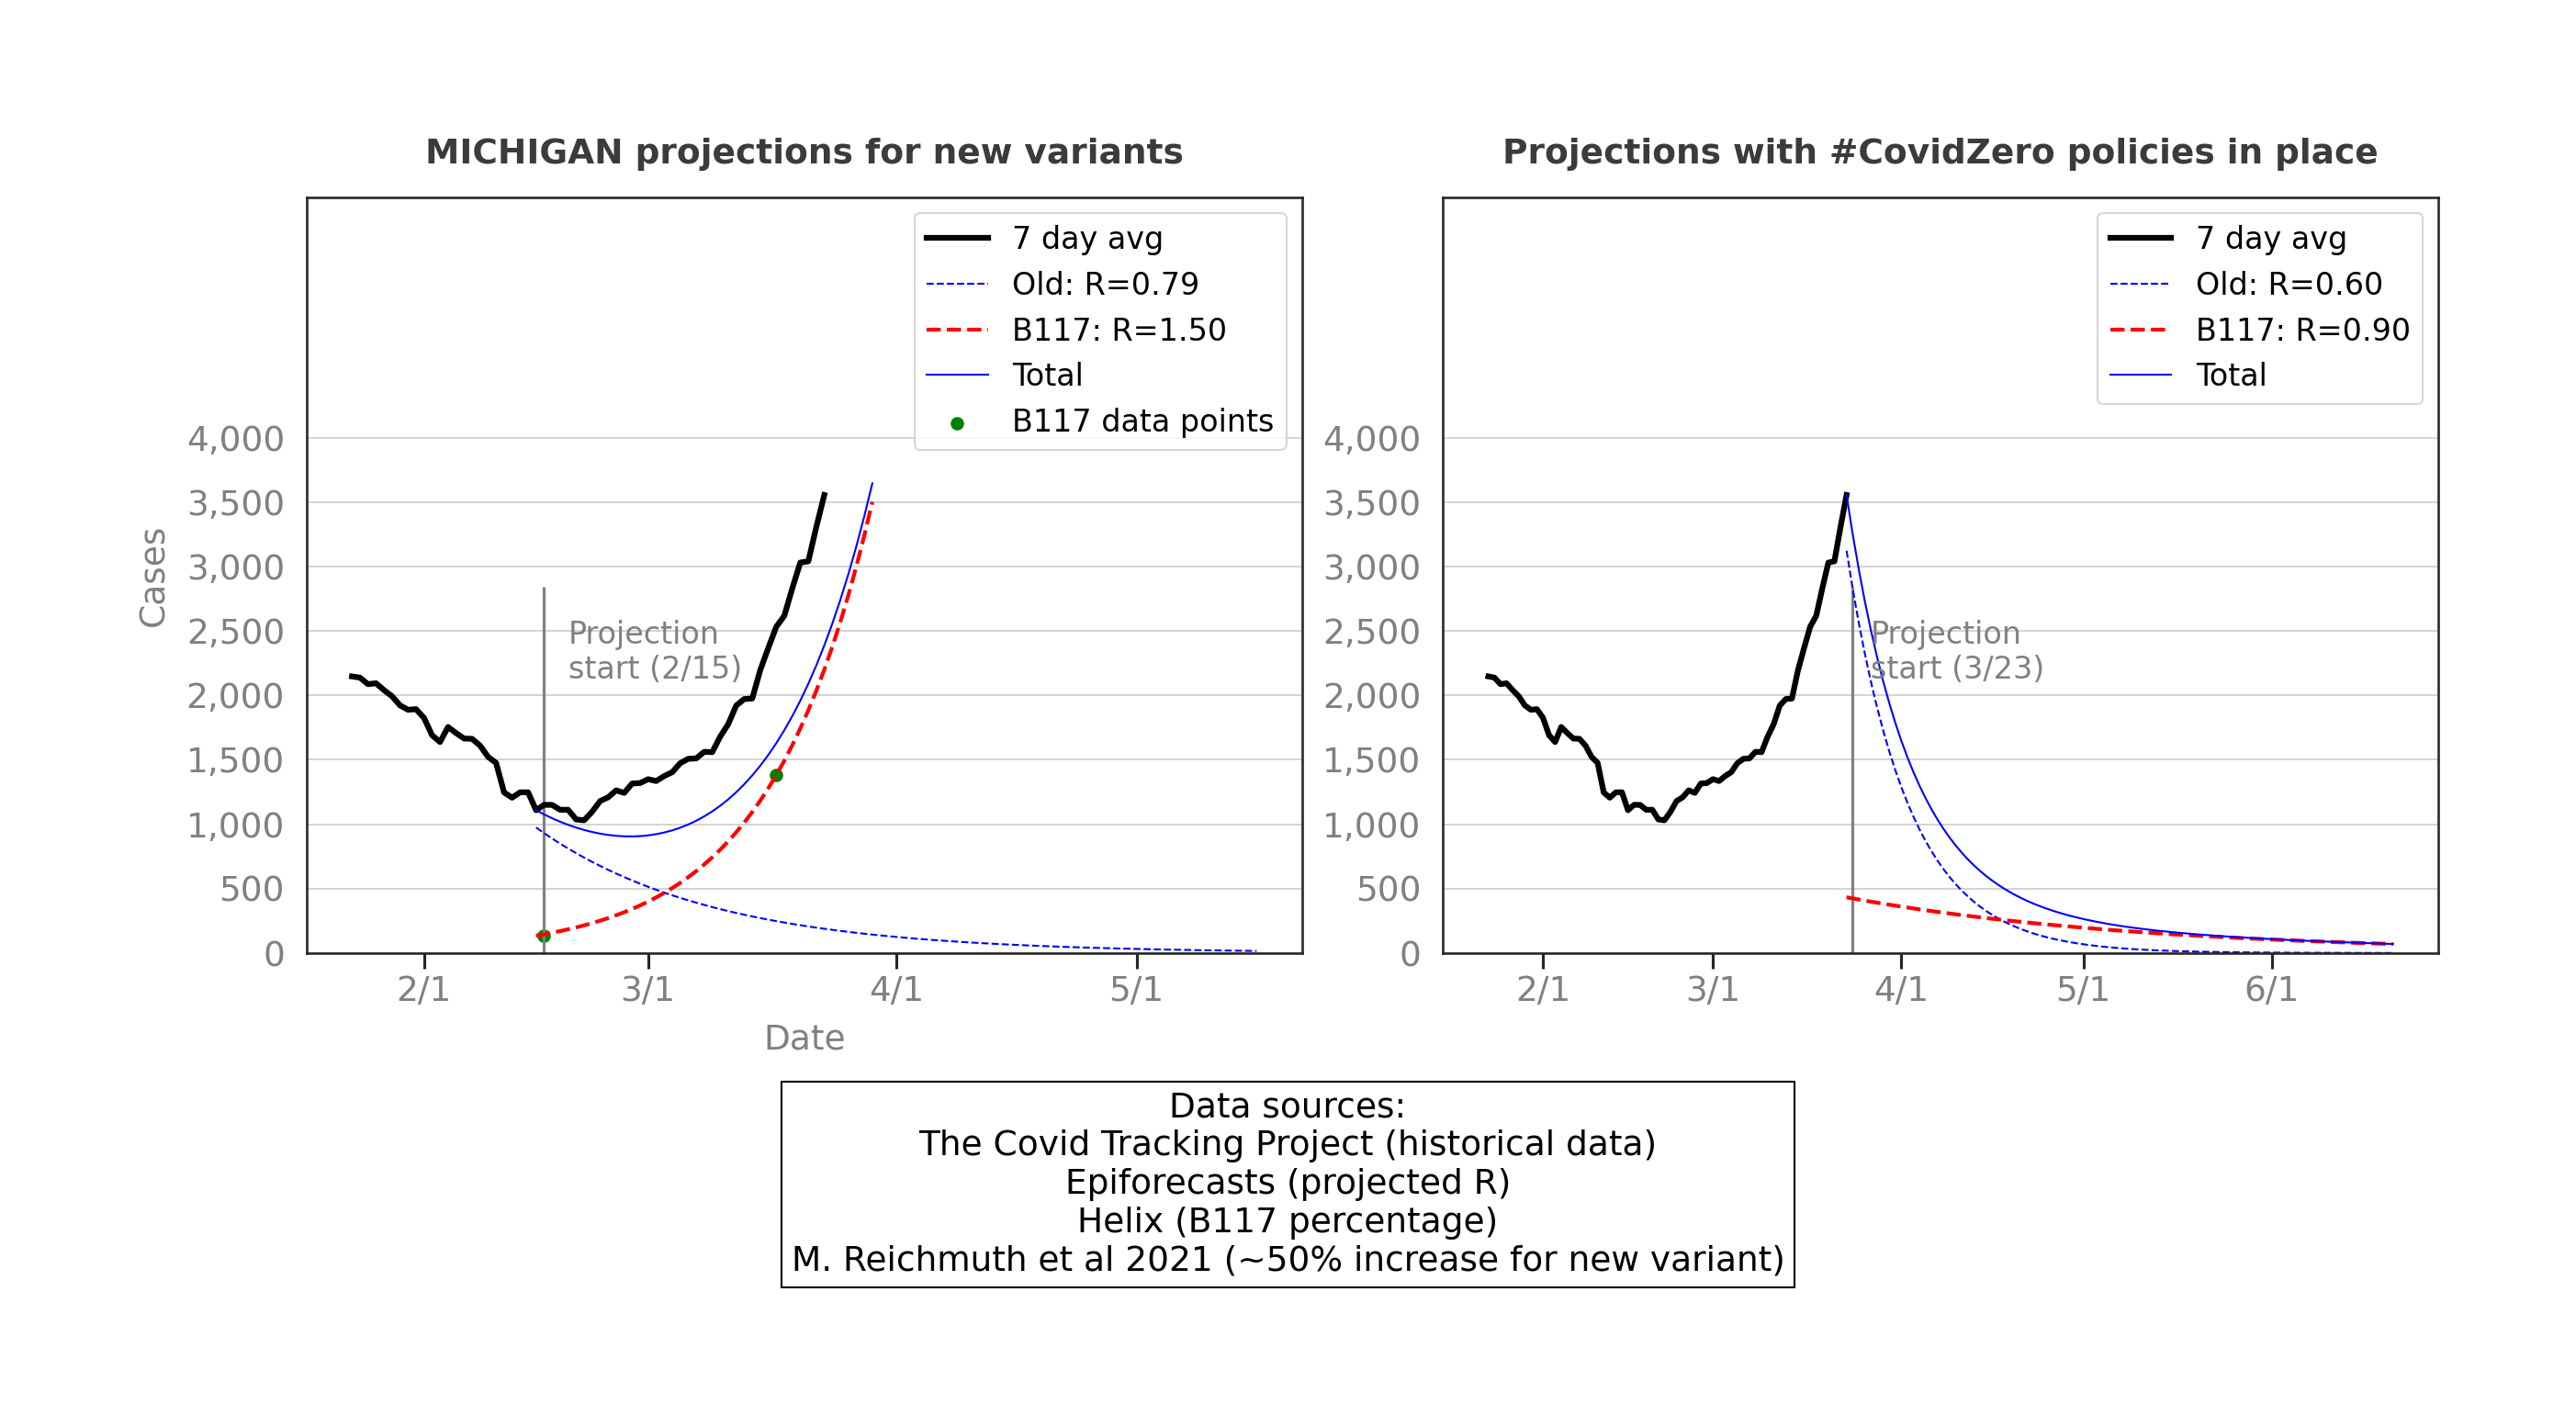 MICHIGAN projections for new variants
7 day avg
Old: R=0.79
B117: R=1.50
Total
B117 data points
4,000
3,500
3,000
2,500
2,000
1,500
1,000
500
0
Cases
Projection
start (2/15)
2/1
3/1
4/1
5/1
Date
Projections with #CovidZero policies in place
7 day avg
Old: R=0.60
B117: R=0.90
Total
4,000
3,500
3,000
2,500
2,000
1,500
1,000
500
0
Projection
start (3/23)
2/1
3/1
4/1
5/1
6/1
Data sources:
The Covid Tracking Project (historical data)
Epiforecasts (projected R)
Helix (B117 percentage)
M. Reichmuth et al 2021 (~50% increase for new variant)